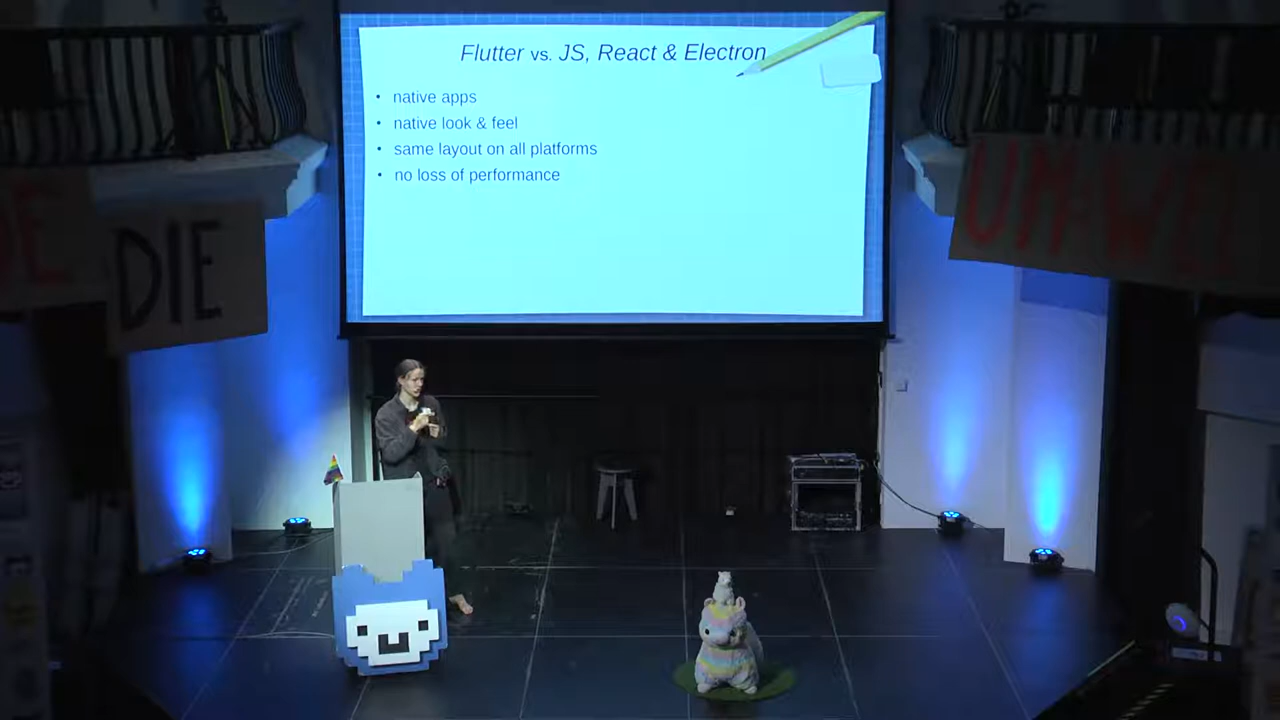 Flutter vs. JS, React & Electron
• native apps
• native look & feel
• same layout on all platforms
• no loss of performance
DIE
UMWEL